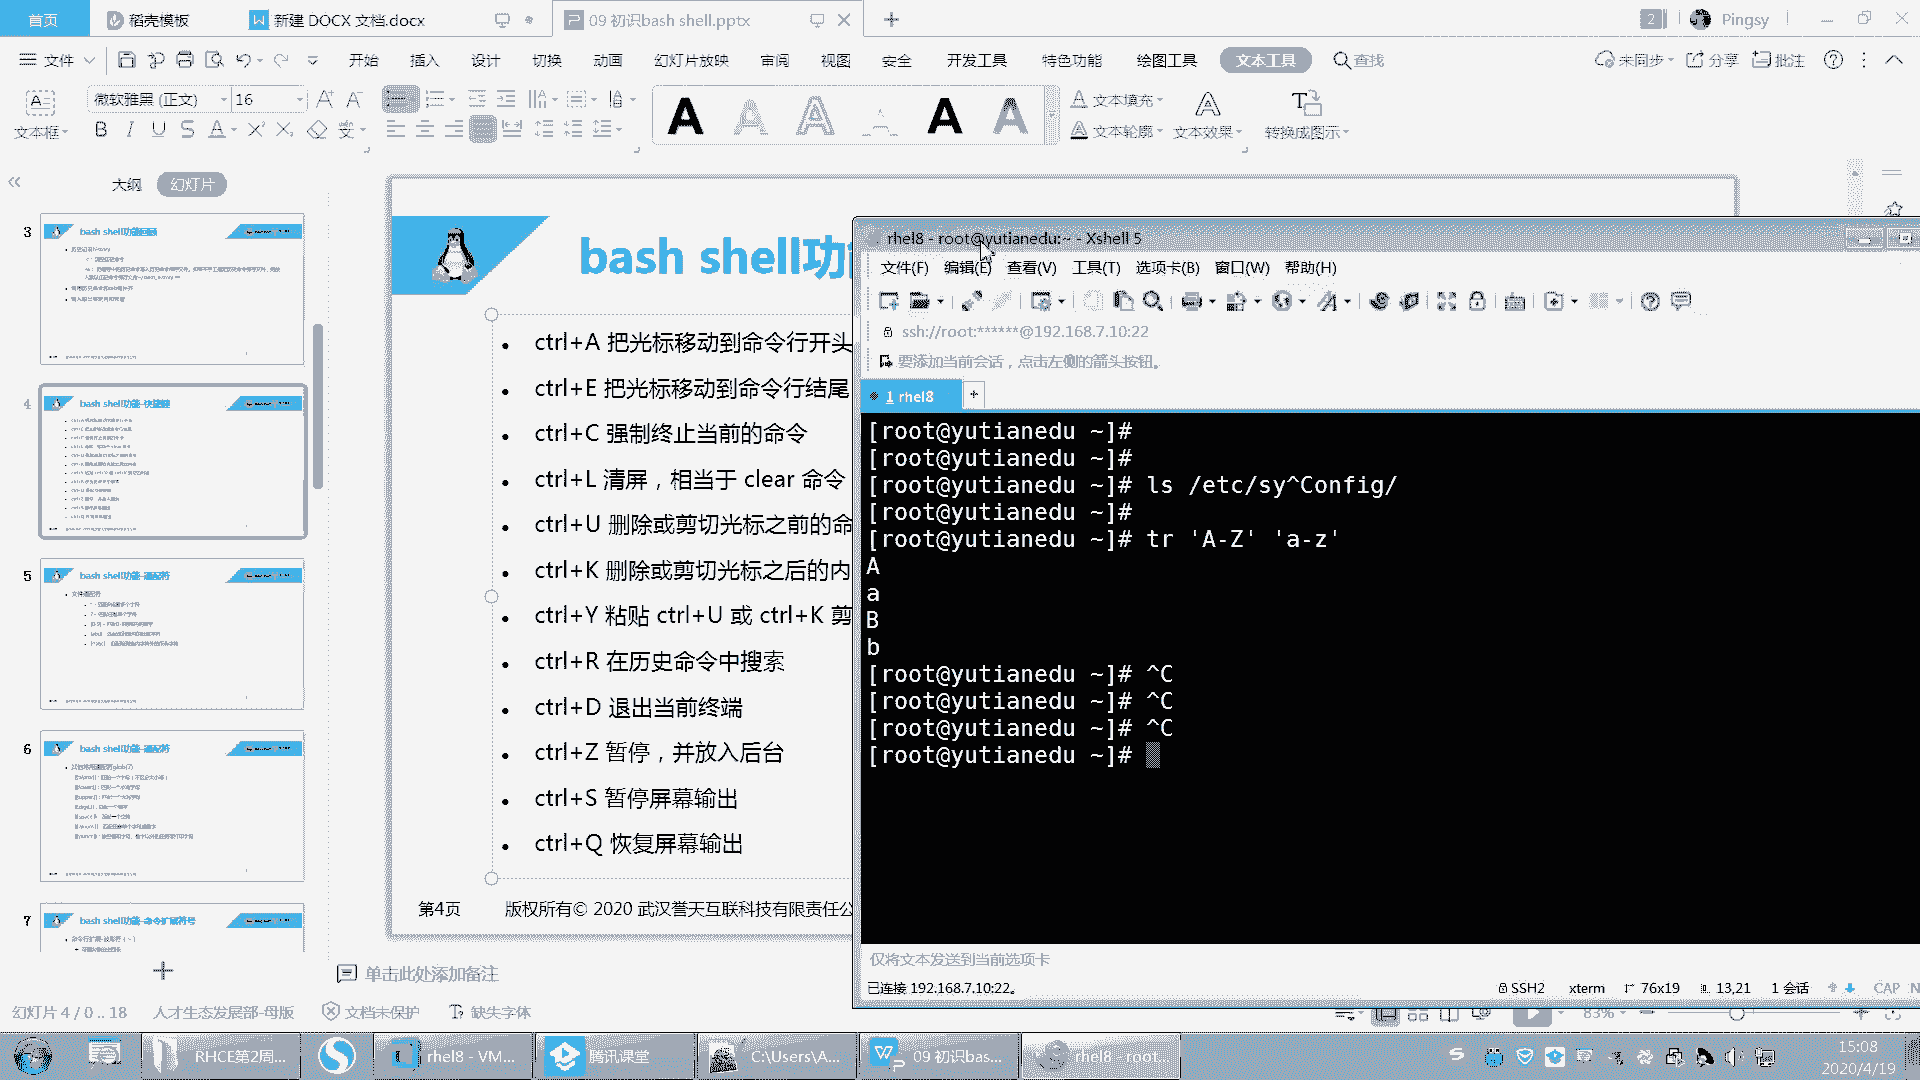 首页
稻壳模板
新建 DOCX 文档.docx
09 初识bash shell.pptx
2
Pingsy
文件
开始
插入
设计
切换
动画
幻灯片放映
审阅
视图
安全
开发工具
特色功能
绘图工具
文本工具
查找
未同步
分享
批注
文本框
微软雅黑 (正文)
16
文本填充
文本轮廓
文本效果
转换成图示
大纲
幻灯片
3
bash shell功能回顾
4
bash shell功能-快捷键
5
bash shell功能-通配符
6
bash shell功能-通配符
7
bash shell功能-命令行扩展符号
bash shell功
ctrl+A 把光标移动到命令行开头
ctrl+E 把光标移动到命令行结尾
ctrl+C 强制终止当前的命令
ctrl+L 清屏，相当于 clear 命令
ctrl+U 删除或剪切光标之前的命
ctrl+K 删除或剪切光标之后的内
ctrl+Y 粘贴 ctrl+U 或 ctrl+K 剪
ctrl+R 在历史命令中搜索
ctrl+D 退出当前终端
ctrl+Z 暂停，并放入后台
ctrl+S 暂停屏幕输出
ctrl+Q 恢复屏幕输出
第4页
版权所有© 2020 武汉誉天互联科技有限责任公
rhel8 - root@yutianedu:~ - Xshell 5
文件(F) 编辑(E) 查看(V) 工具(T) 选项卡(B) 窗口(W) 帮助(H)
ssh://root:******@192.168.7.10:22
要添加当前会话，点击左侧的箭头按钮。
1 rhel8
[root@yutianedu ~]#
[root@yutianedu ~]#
[root@yutianedu ~]# ls /etc/sy^Config/
[root@yutianedu ~]#
[root@yutianedu ~]# tr 'A-Z' 'a-z'
A
a
B
b
[root@yutianedu ~]# ^C
[root@yutianedu ~]# ^C
[root@yutianedu ~]# ^C
[root@yutianedu ~]#
仅将文本发送到当前选项卡
已连接 192.168.7.10:22。
SSH2
xterm
76x19
13,21
1 会话
CAP
单击此处添加备注
幻灯片 4 / 0 .. 18
人才生态发展部-母版
文档未保护
缺失字体
83%
RHCE第2周...
rhel8 - VM...
腾讯课堂
C:\Users\A...
09 初识bas...
rhel8 - root...
15:08
2020/4/19